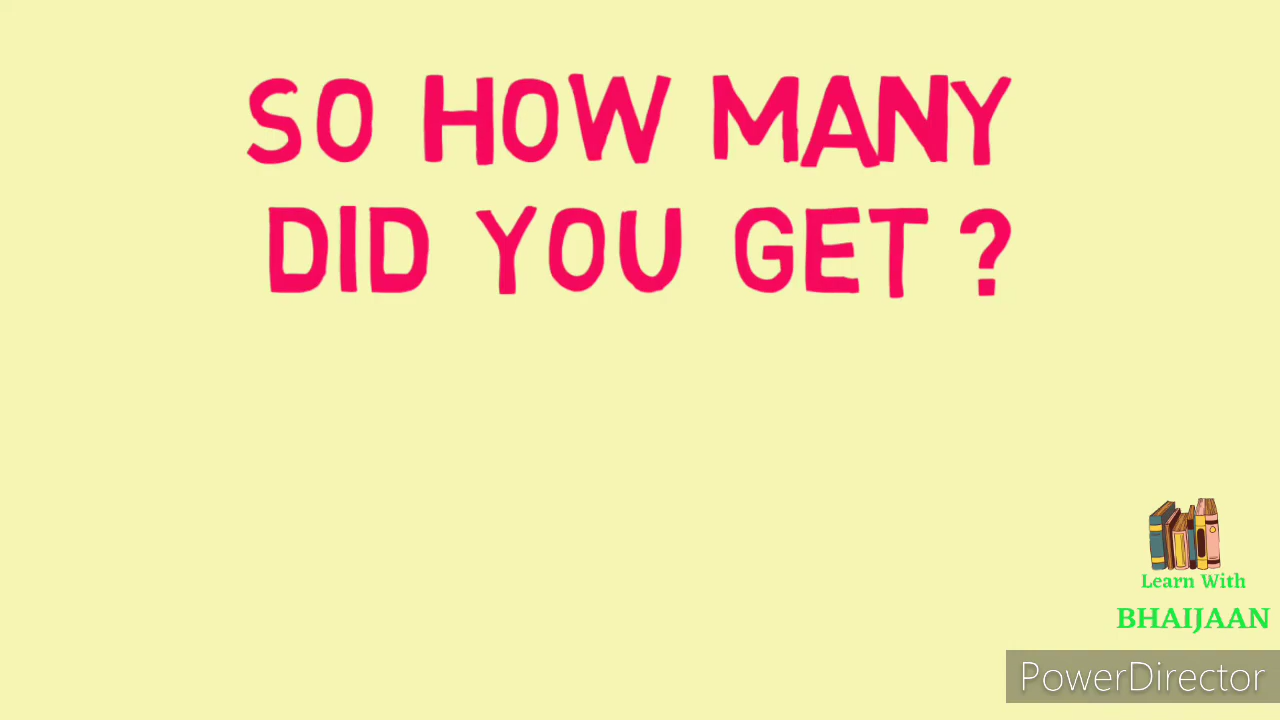 SO HOW MANY
DID YOU GET ?
Learn With
BHAIJAAN
PowerDirector